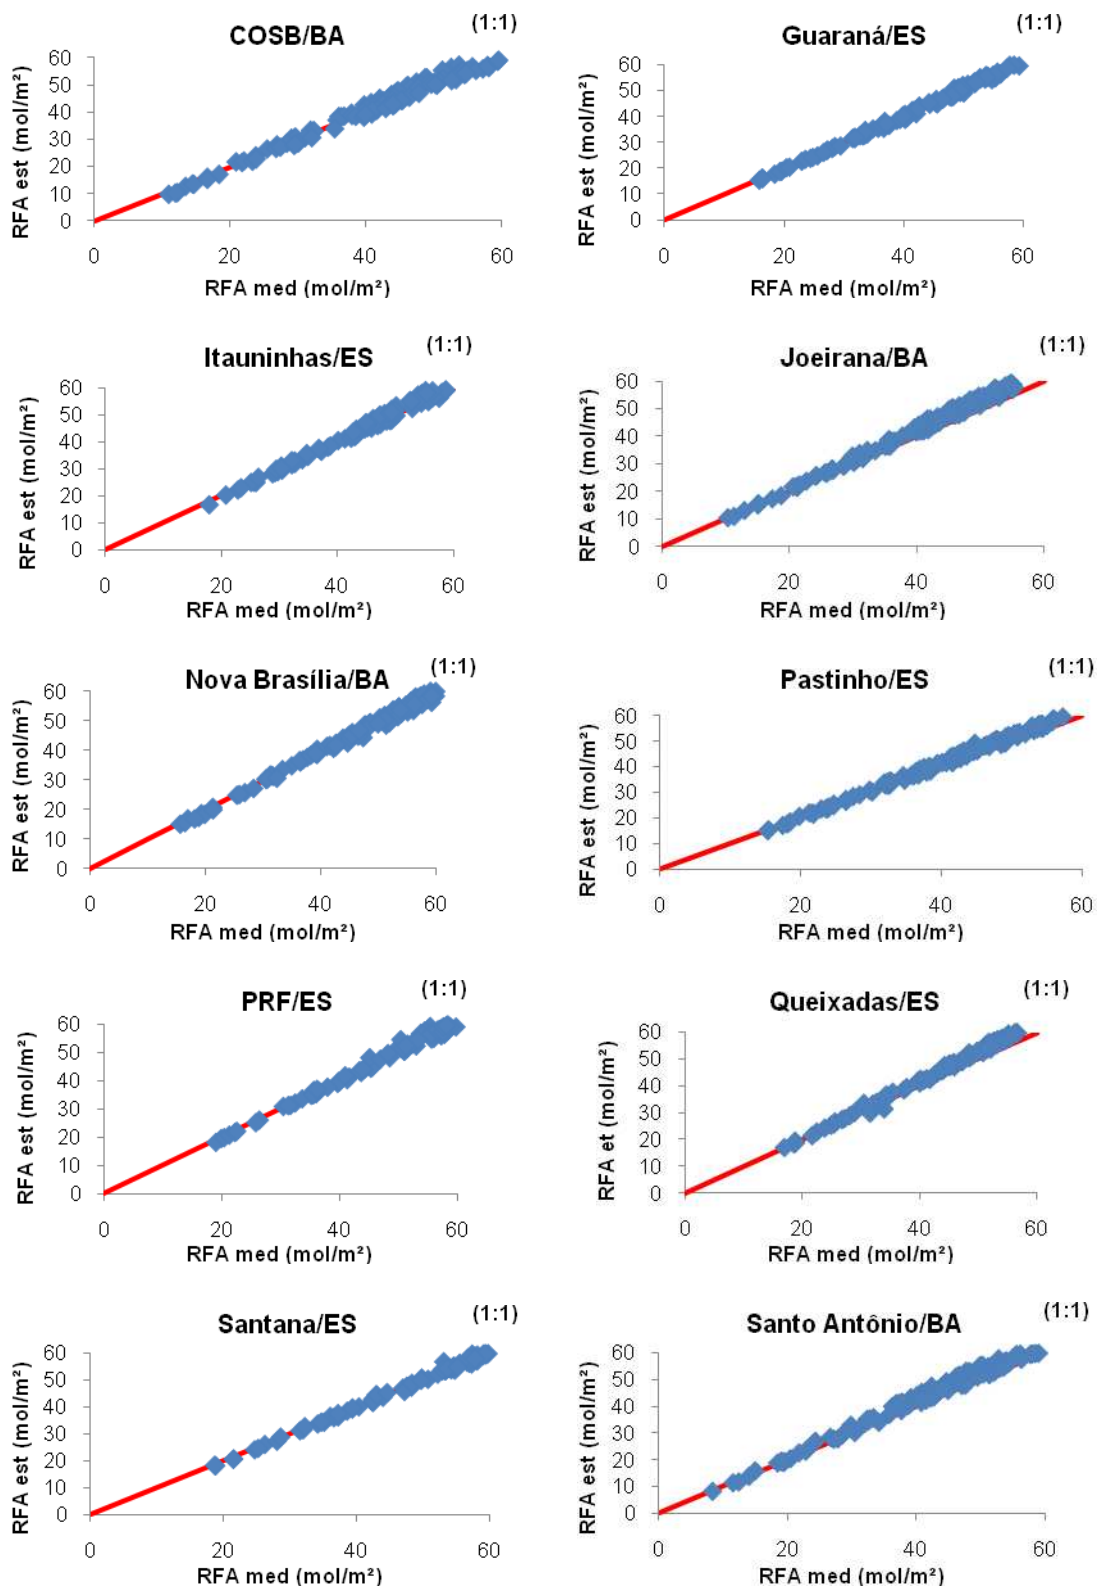 COSB/BA
(1:1)
RFA est (mol/m²)
60
50
40
30
20
10
0
0 20 40 60
RFA med (mol/m²)
Guaraná/ES
(1:1)
RFA est (mol/m²)
60
50
40
30
20
10
0
0 20 40 60
RFA med (mol/m²)
Itauninhas/ES
(1:1)
RFA est (mol/m²)
60
50
40
30
20
10
0
0 20 40 60
RFA med (mol/m²)
Joeirana/BA
(1:1)
RFA est (mol/m²)
60
50
40
30
20
10
0
0 20 40 60
RFA med (mol/m²)
Nova Brasília/BA
(1:1)
RFA est (mol/m²)
60
50
40
30
20
10
0
0 20 40 60
RFA med (mol/m²)
Pastinho/ES
(1:1)
RFA est (mol/m²)
60
50
40
30
20
10
0
0 20 40 60
RFA med (mol/m²)
PRF/ES
(1:1)
RFA est (mol/m²)
60
50
40
30
20
10
0
0 20 40 60
RFA med (mol/m²)
Queixadas/ES
(1:1)
RFA et (mol/m²)
60
50
40
30
20
10
0
0 20 40 60
RFA med (mol/m²)
Santana/ES
(1:1)
RFA est (mol/m²)
60
50
40
30
20
10
0
0 20 40 60
RFA med (mol/m²)
Santo Antônio/BA
(1:1)
RFA est (mol/m²)
60
50
40
30
20
10
0
0 20 40 60
RFA med (mol/m²)